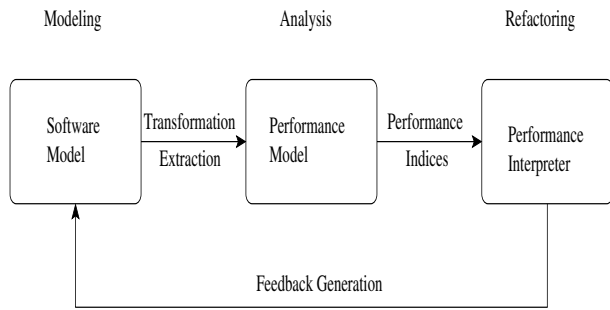 Modeling
Analysis
Refactoring
Software
Model
Transformation
Extraction
Performance
Model
Performance
Indices
Performance
Interpreter
Feedback Generation